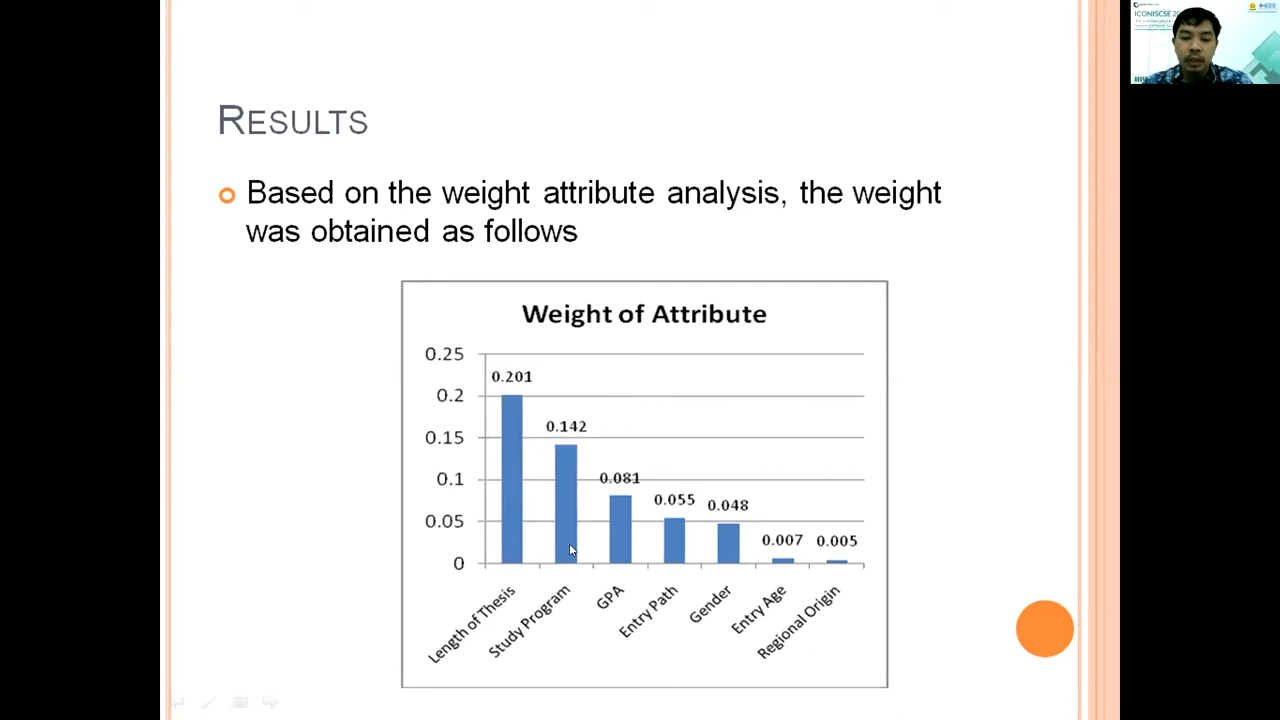 RESULTS
Based on the weight attribute analysis, the weight
was obtained as follows
Weight of Attribute
0.25
0.2
0.15
0.1
0.05
0
0.201
0.142
0.081
0.055
0.048
0.007
0.005
Length of Thesis
Study Program
GPA
Entry Path
Gender
Entry Age
Regional Origin
ICONISCSE 20
IEEE